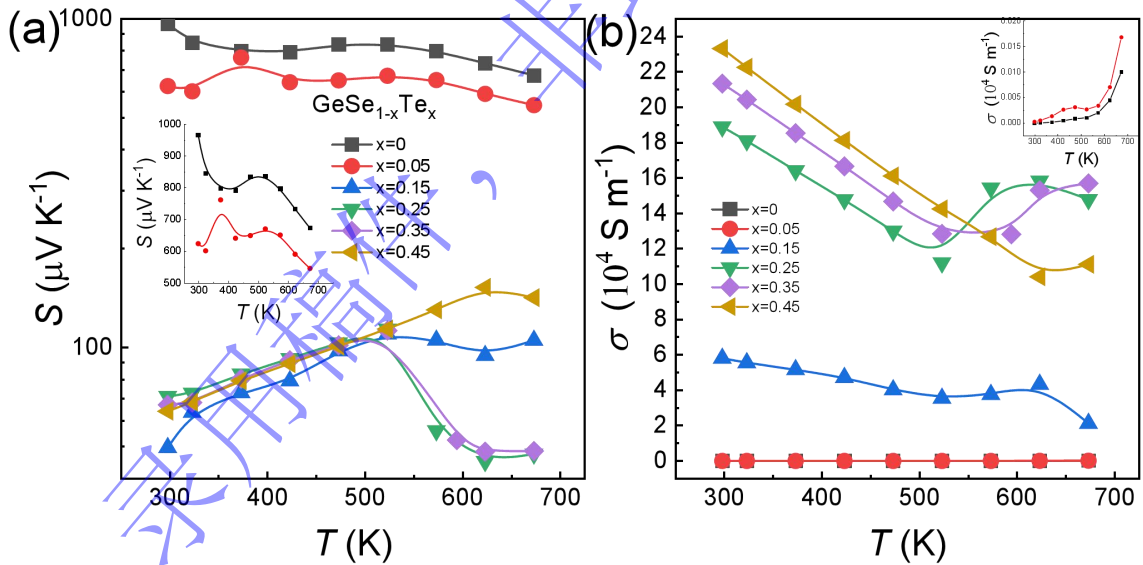 (a)
1000
100
S (μV K⁻¹)
300 400 500 600 700
T (K)
GeSe₁₋ₓTeₓ
x=0
x=0.05
x=0.15
x=0.25
x=0.35
x=0.45
1000
900
800
700
600
500
S (μV K⁻¹)
300 400 500 600 700
T (K)
(b)
24
22
20
18
16
14
12
10
8
6
4
2
0
σ (10⁴ S m⁻¹)
300 400 500 600 700
T (K)
x=0
x=0.05
x=0.15
x=0.25
x=0.35
x=0.45
0.020
0.015
0.010
0.005
0.000
σ (10⁴ S m⁻¹)
300 400 500 600 700
T (K)